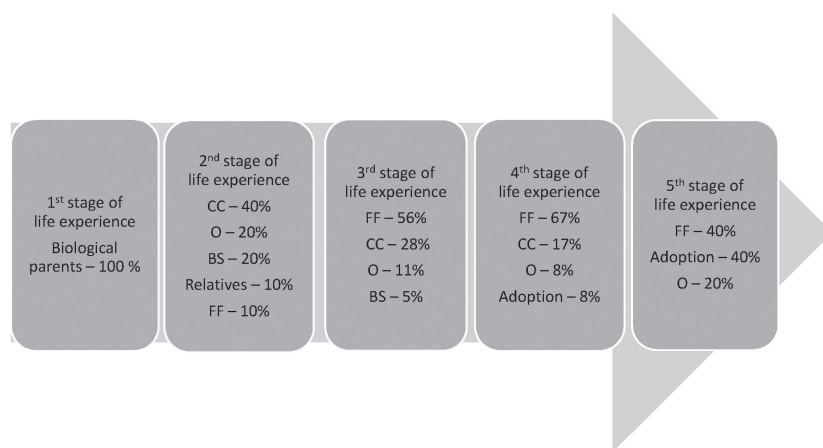 1st stage of
life experience
Biological
parents – 100 %
2nd stage of
life experience
CC – 40%
O – 20%
BS – 20%
Relatives – 10%
FF – 10%
3rd stage of
life experience
FF – 56%
CC – 28%
O – 11%
BS – 5%
4th stage of
life experience
FF – 67%
CC – 17%
O – 8%
Adoption – 8%
5th stage of
life experience
FF – 40%
Adoption – 40%
O – 20%